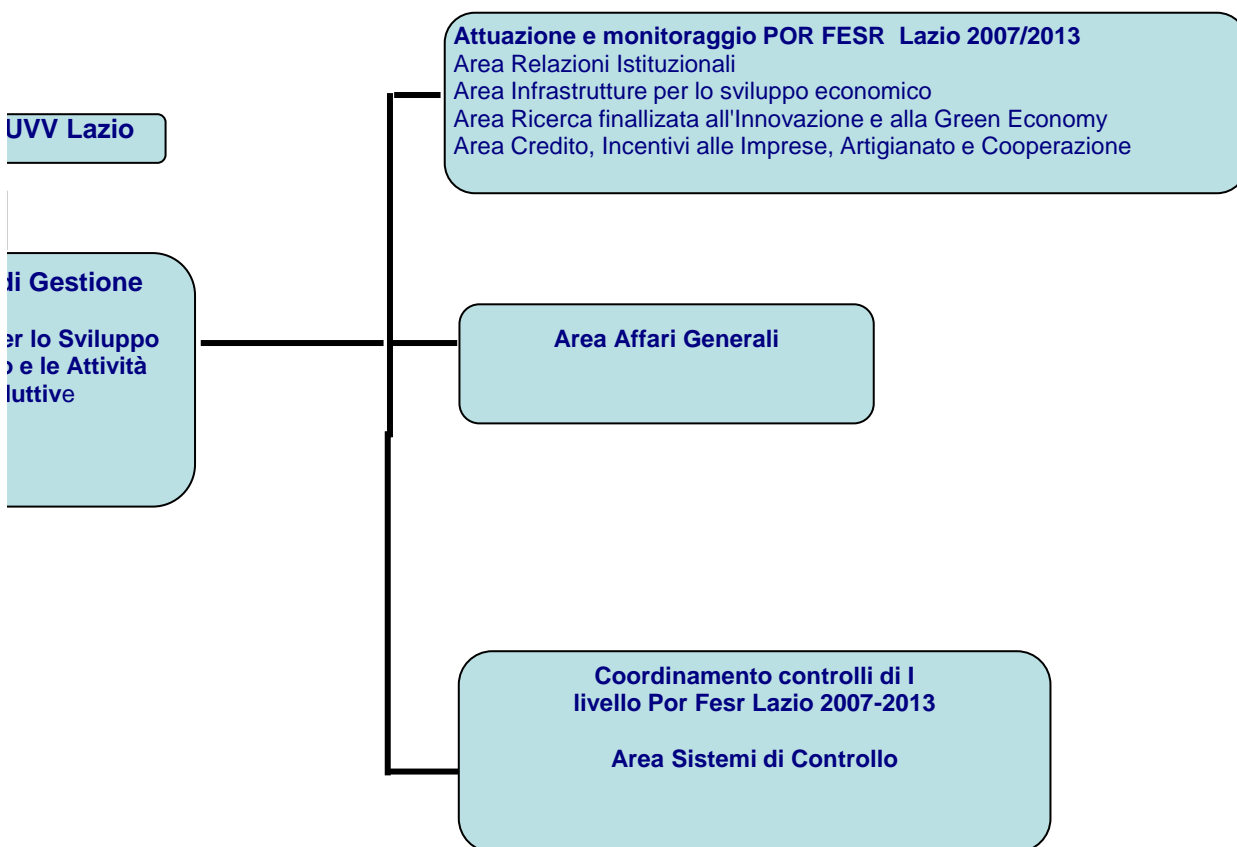 Attuazione e monitoraggio POR FESR Lazio 2007/2013
Area Relazioni Istituzionali
Area Infrastrutture per lo sviluppo economico
Area Ricerca finallizata all'Innovazione e alla Green Economy
Area Credito, Incentivi alle Imprese, Artigianato e Cooperazione
UVV Lazio
di Gestione
er lo Sviluppo
o e le Attività
duttive
Area Affari Generali
Coordinamento controlli di I
livello Por Fesr Lazio 2007-2013
Area Sistemi di Controllo